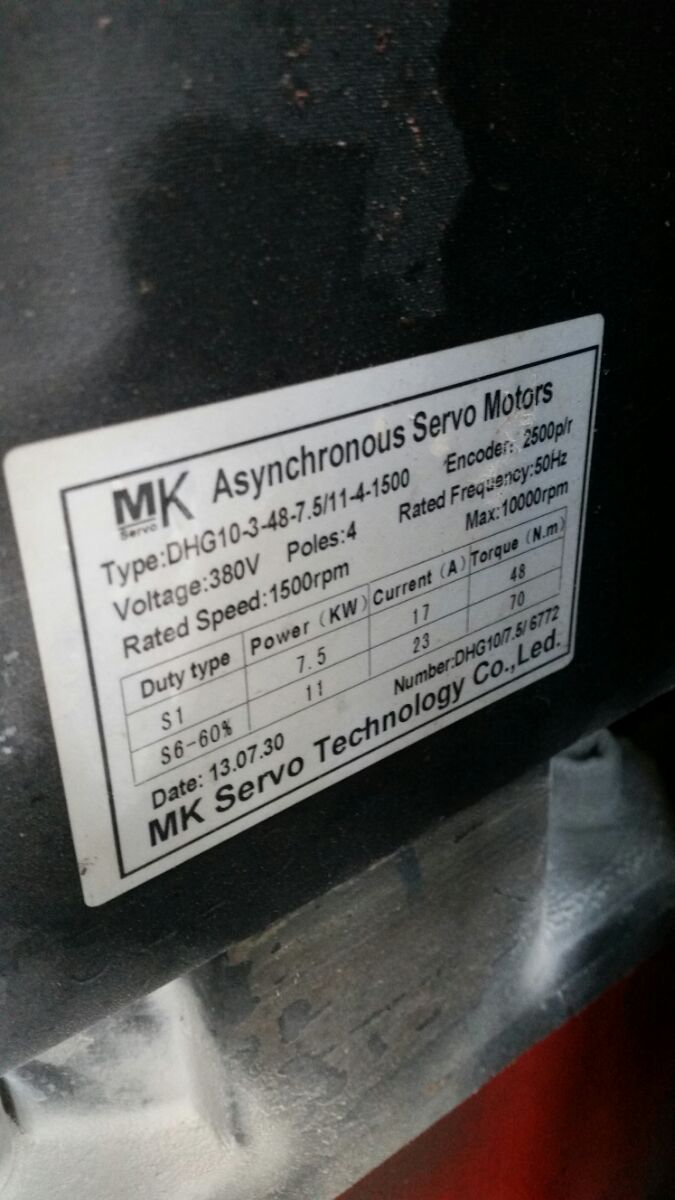 MK Servo Asynchronous Servo Motors
Type:DHG10-3-48-7.5/11-4-1500 Encoder: 2500p/r
Voltage:380V Poles:4 Rated Frequency:50Hz
Rated Speed:1500rpm Max:10000rpm
Duty type Power (KW) Current (A) Torque (N.m)
S1 7.5 17 48
S6-60% 11 23 70
Date: 13.07.30 Number:DHG10/7.5/6772
MK Servo Technology Co.,Led.